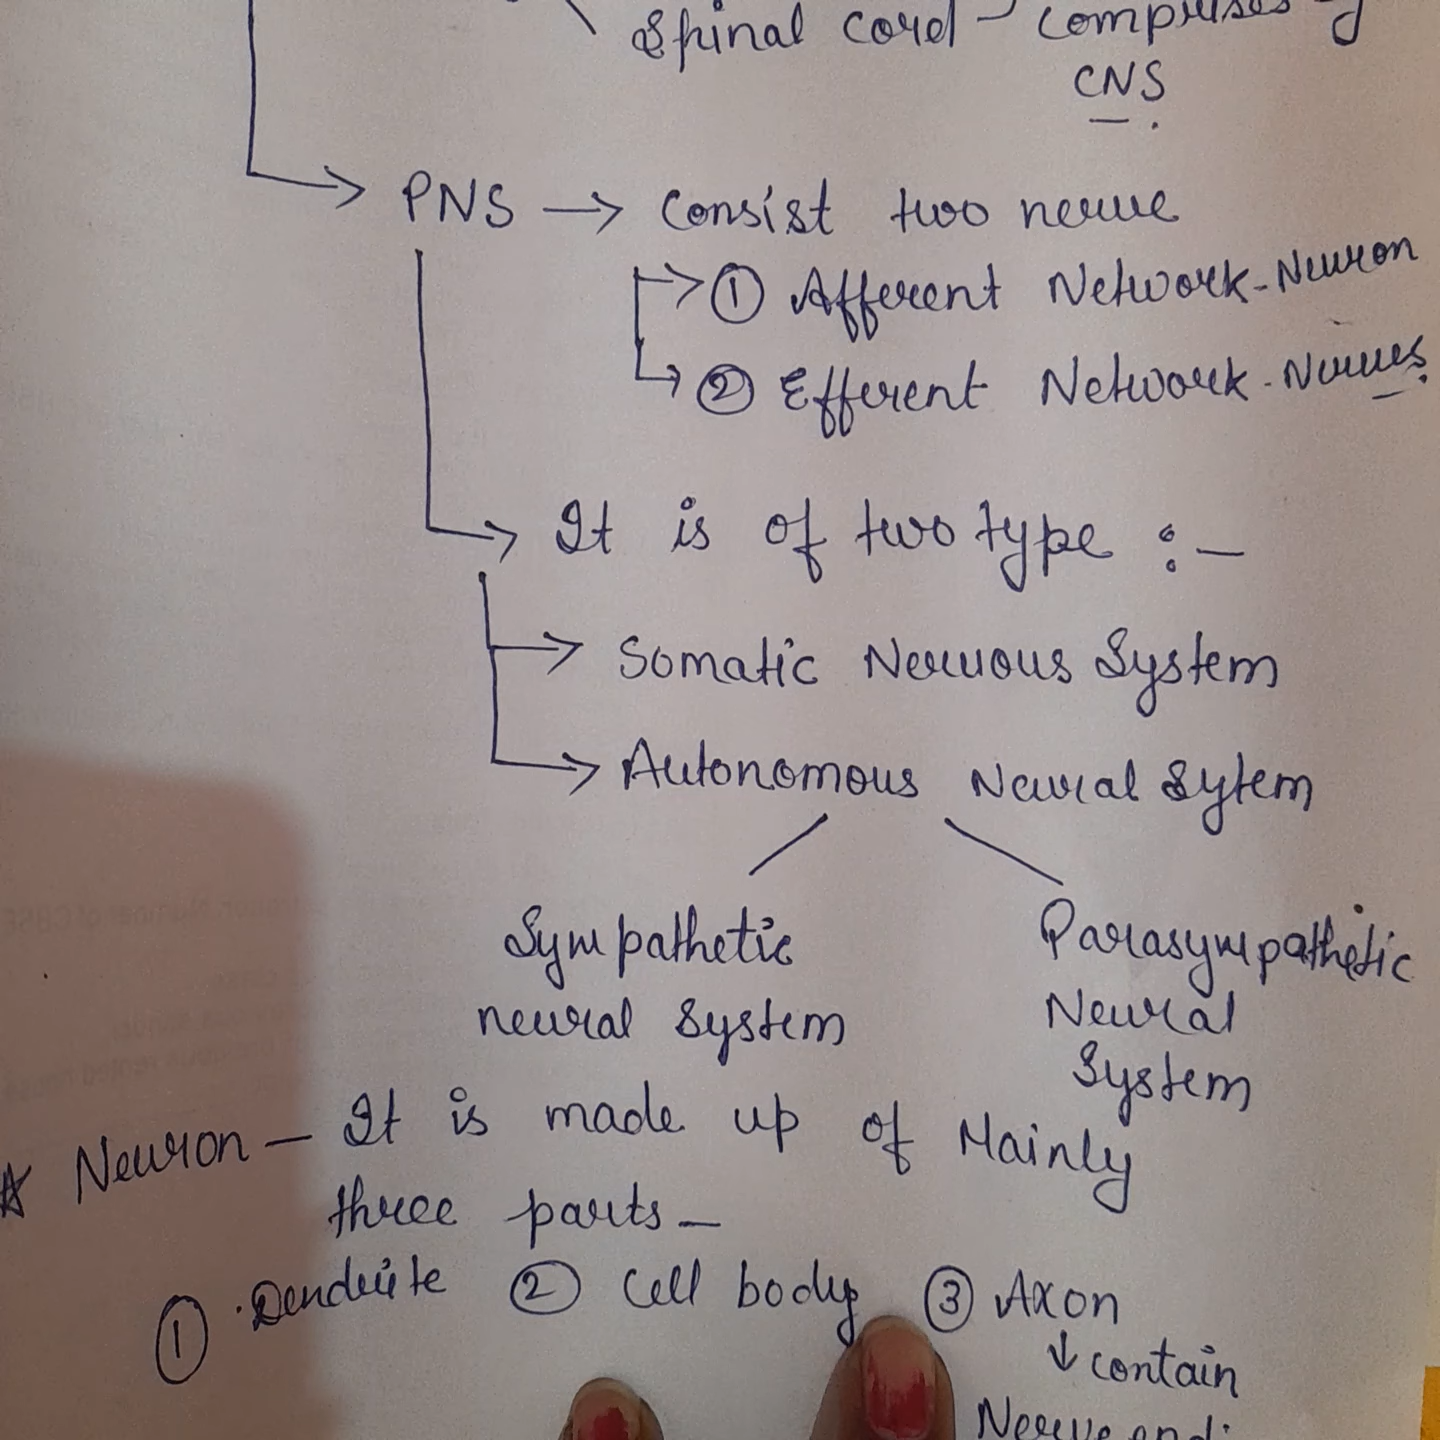 Spinal cord - comprises
CNS
PNS → Consist two nerve
→ ① Afferent Network-Neuron
→ ② Efferent Network-Nerves.
→ It is of two type :-
→ Somatic Nervous System
→ Autonomous Neural Sytem
Sympathetic Parasympathetic
neural system Neural
System
☆ Neuron - It is made up of Mainly
three parts -
① Dendrite ② Cell body ③ Axon
↓ contain
Nerve